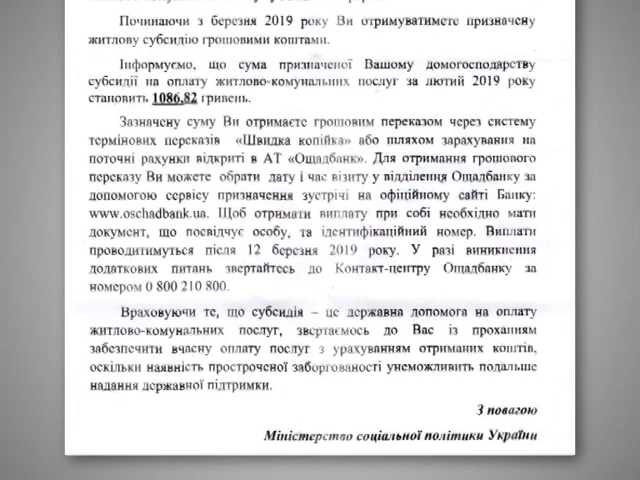 Починаючи з березня 2019 року Ви отримуватимете призначену
житлову субсидію грошовими коштами.
Інформуємо, що сума призначеної Вашому домогосподарству
субсидії на оплату житлово-комунальних послуг за лютий 2019 року
становить 1086,82 гривень.
Зазначену суму Ви отримаєте грошовим переказом через систему
термінових переказів «Швидка копійка» або шляхом зарахування на
поточні рахунки відкриті в АТ «Ощадбанк». Для отримання грошового
переказу Ви можете обрати дату і час візиту у відділення Ощадбанку за
допомогою сервісу призначення зустрічі на офіційному сайті Банку:
www.oschadbank.ua. Щоб отримати виплату при собі необхідно мати
документ, що посвідчує особу, та ідентифікаційний номер. Виплати
проводитимуться після 12 березня 2019 року. У разі виникнення
додаткових питань звертайтесь до Контакт-центру Ощадбанку за
номером 0 800 210 800.
Враховуючи те, що субсидія – це державна допомога на оплату
житлово-комунальних послуг, звертаємось до Вас із проханням
забезпечити вчасну оплату послуг з урахуванням отриманих коштів,
оскільки наявність простроченої заборгованості унеможливить подальше
надання державної підтримки.
З повагою
Міністерство соціальної політики України